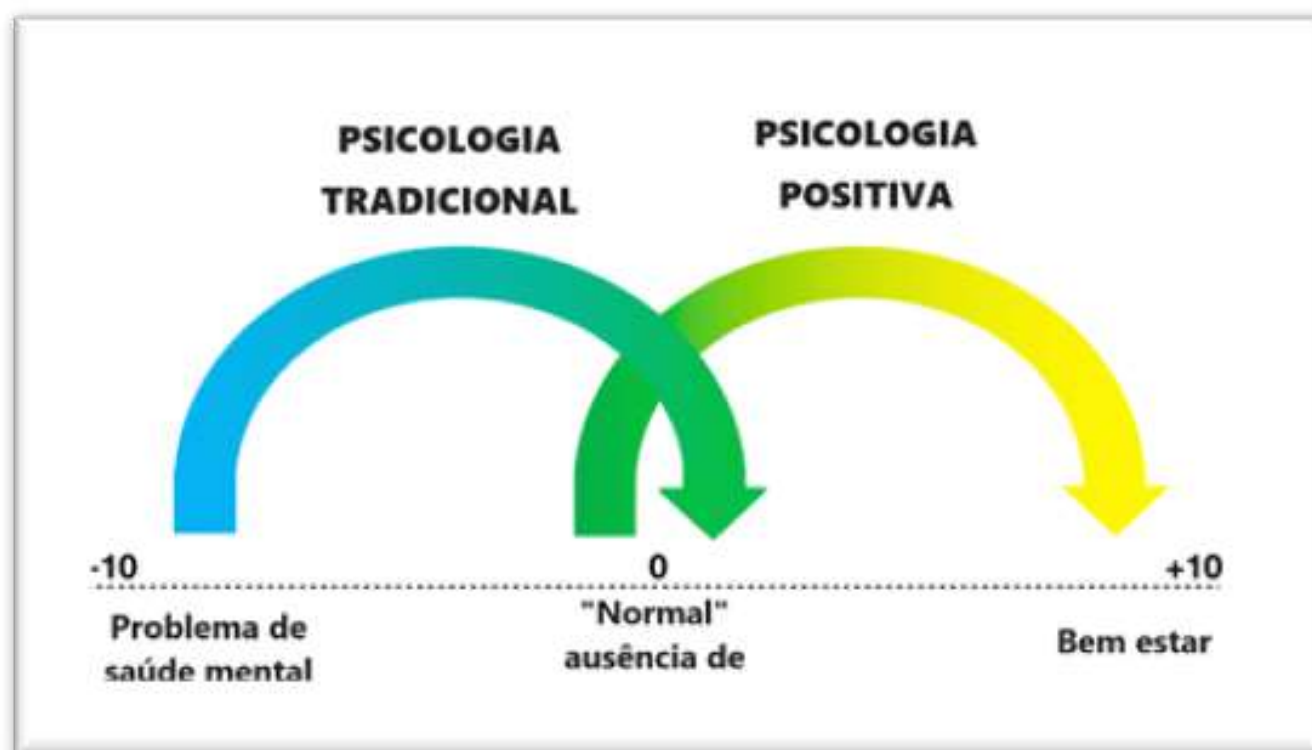 PSICOLOGIA
TRADICIONAL
PSICOLOGIA
POSITIVA
-10
0
+10
Problema de
saúde mental
"Normal"
ausência de
Bem estar